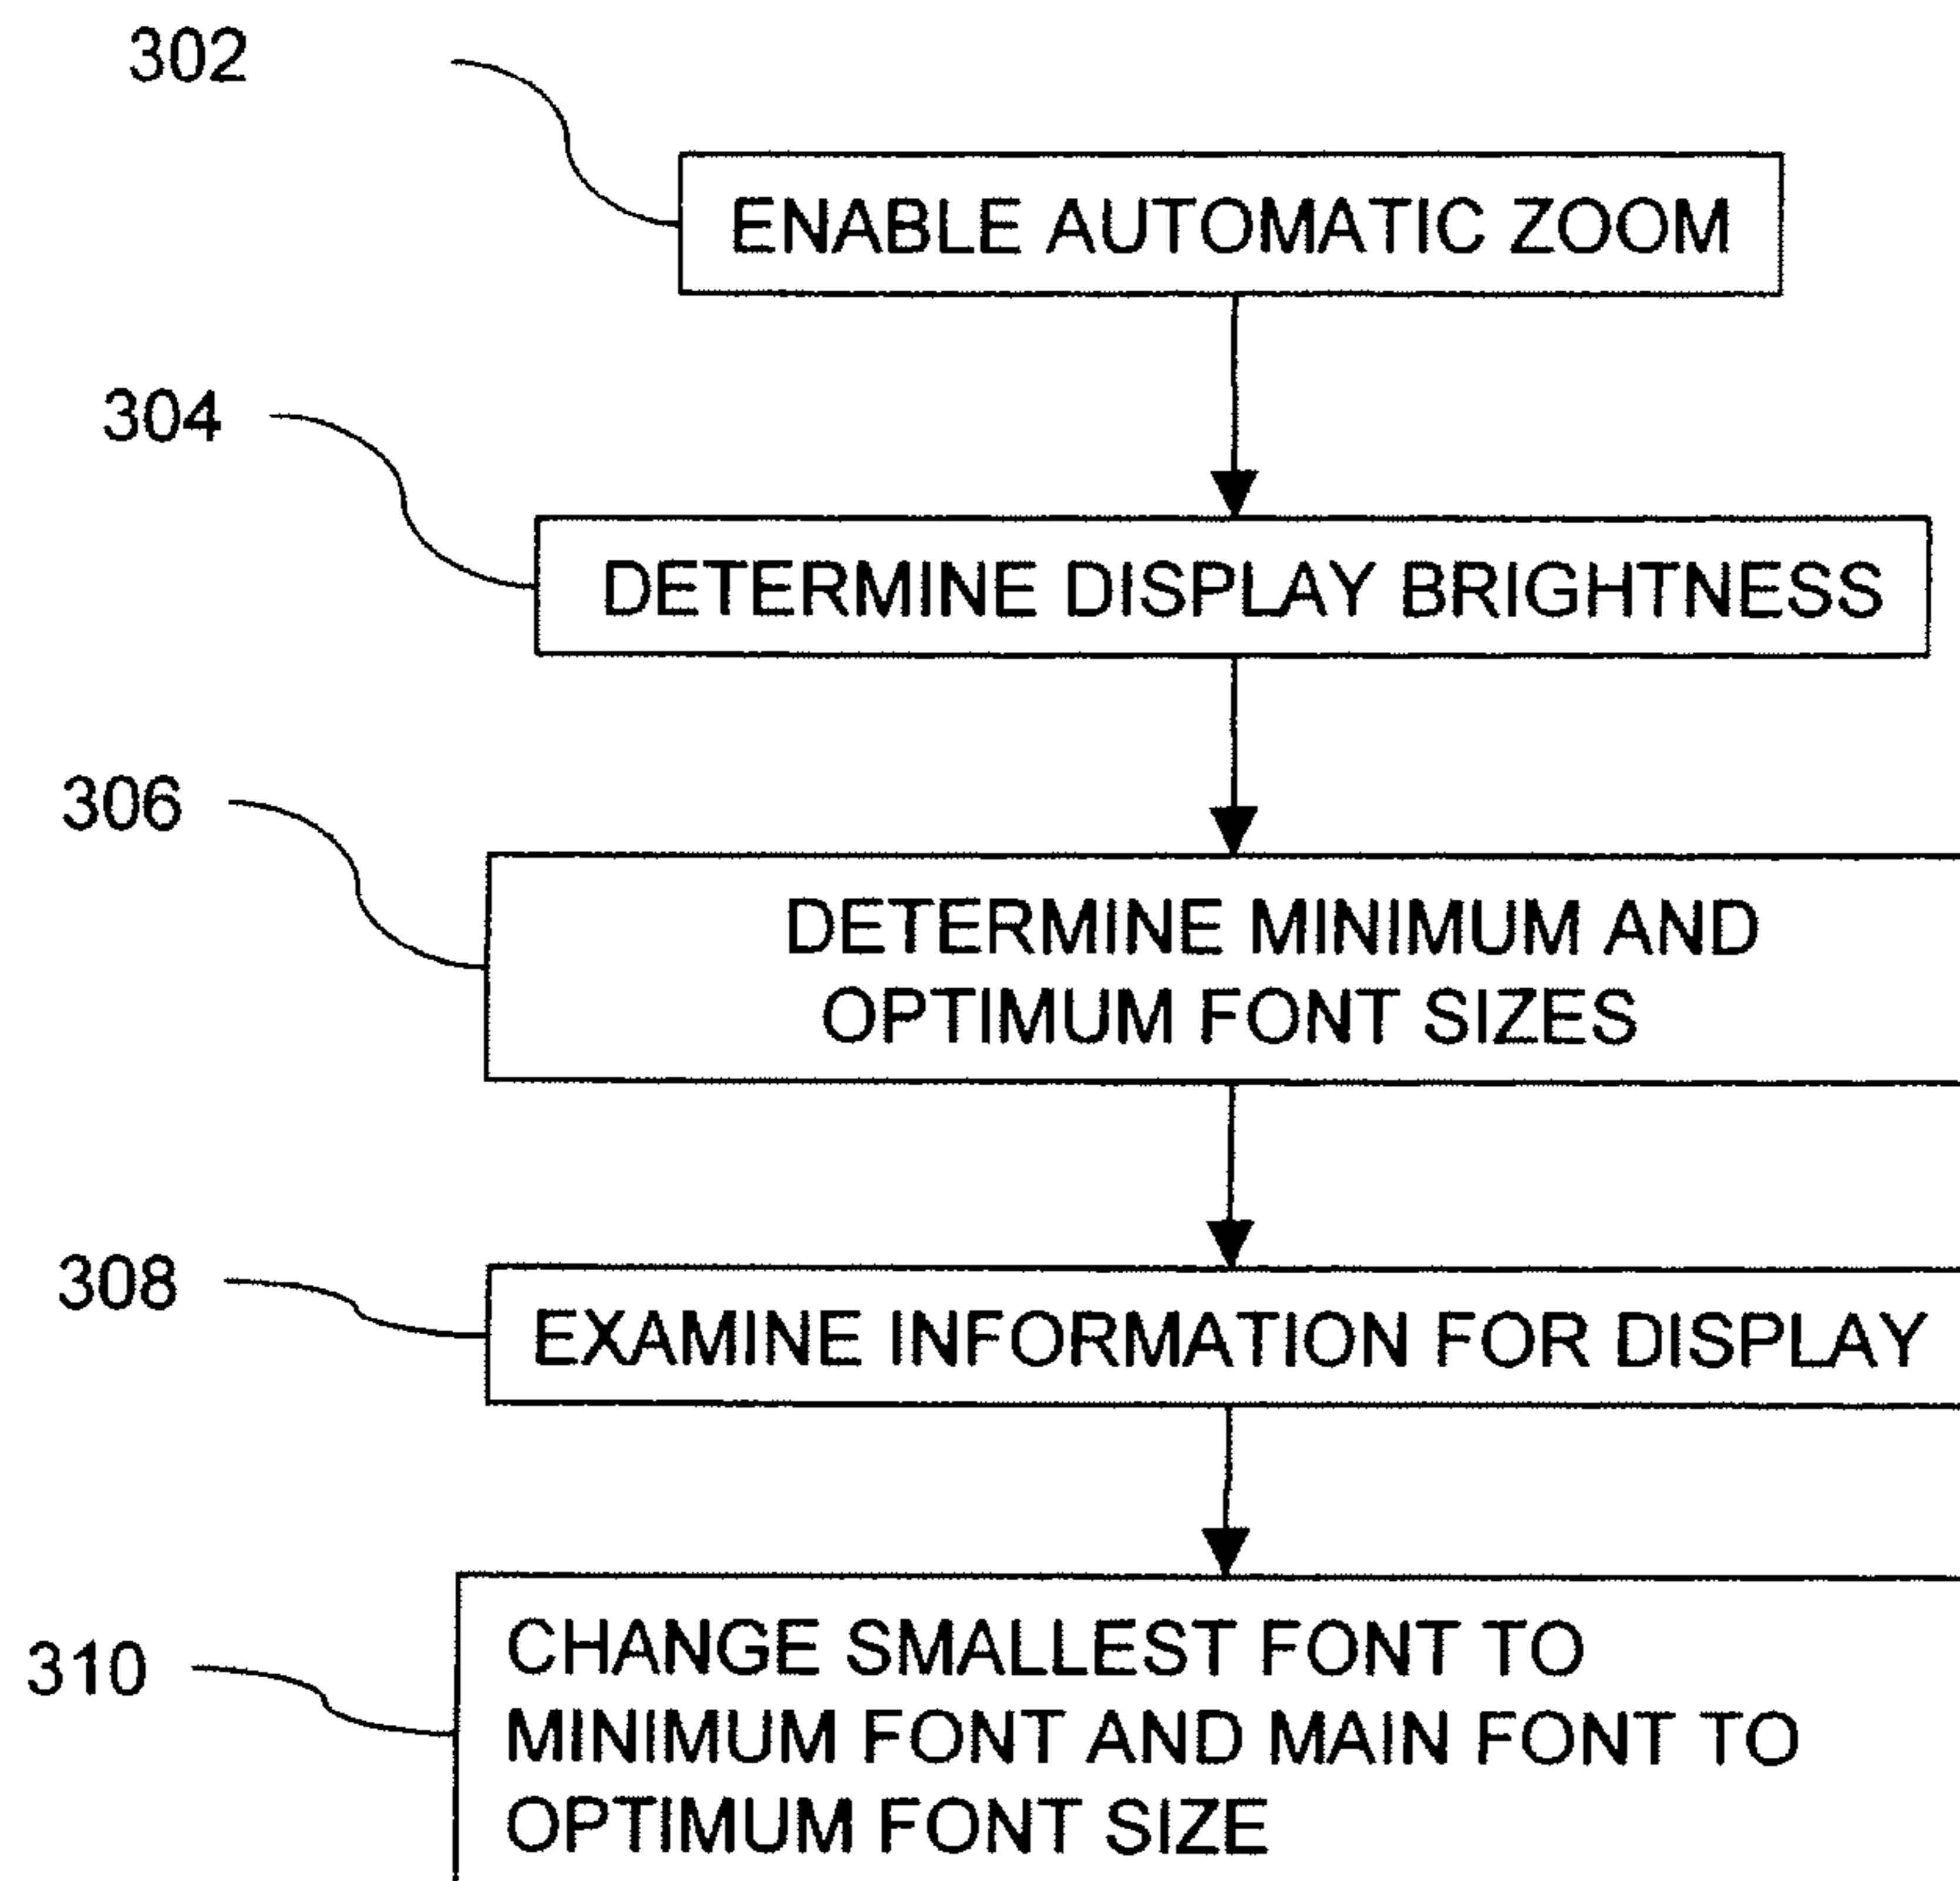 302
ENABLE AUTOMATIC ZOOM
304
DETERMINE DISPLAY BRIGHTNESS
306
DETERMINE MINIMUM AND
OPTIMUM FONT SIZES
308
EXAMINE INFORMATION FOR DISPLAY
310
CHANGE SMALLEST FONT TO
MINIMUM FONT AND MAIN FONT TO
OPTIMUM FONT SIZE